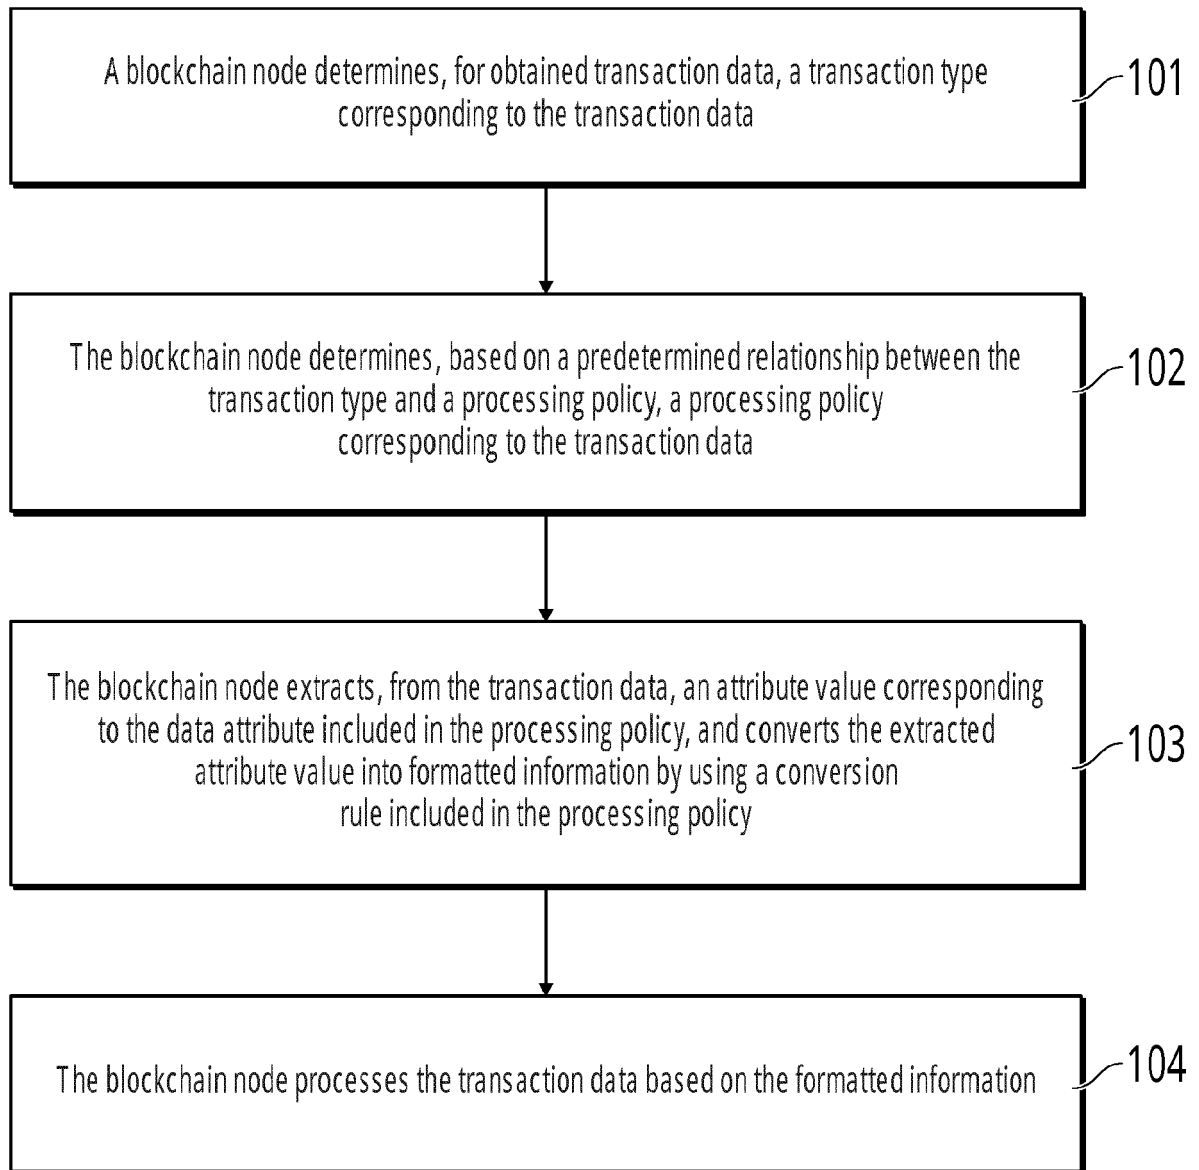 A blockchain node determines, for obtained transaction data, a transaction type
corresponding to the transaction data
101
The blockchain node determines, based on a predetermined relationship between the
transaction type and a processing policy, a processing policy
corresponding to the transaction data
102
The blockchain node extracts, from the transaction data, an attribute value corresponding
to the data attribute included in the processing policy, and converts the extracted
attribute value into formatted information by using a conversion
rule included in the processing policy
103
The blockchain node processes the transaction data based on the formatted information
104